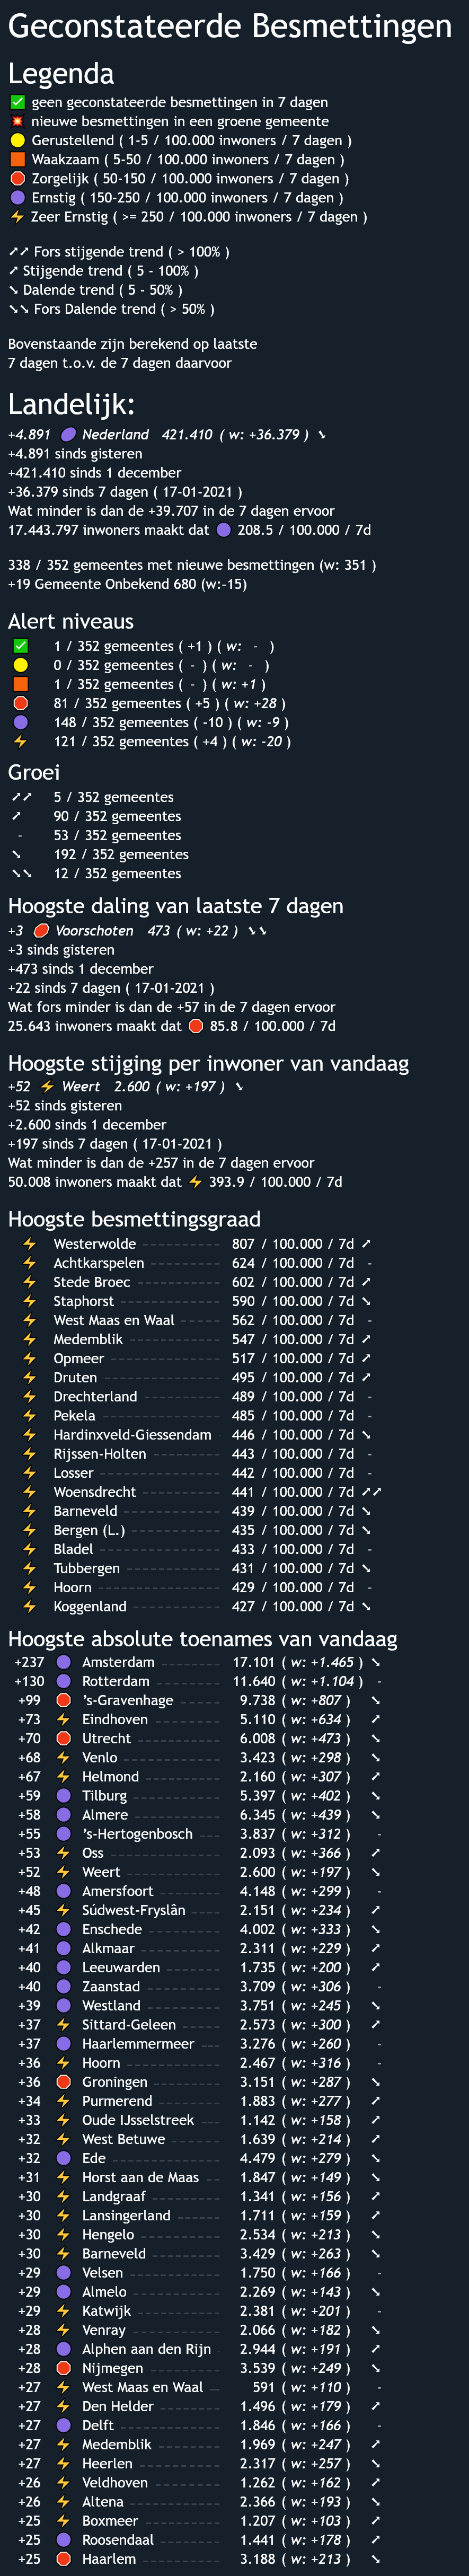 Geconstateerde Besmettingen
Legenda
✅ geen geconstateerde besmettingen in 7 dagen
💥 nieuwe besmettingen in een groene gemeente
🟡 Gerustellend ( 1-5 / 100.000 inwoners / 7 dagen )
🟧 Waakzaam ( 5-50 / 100.000 inwoners / 7 dagen )
🛑 Zorgelijk ( 50-150 / 100.000 inwoners / 7 dagen )
🟣 Ernstig ( 150-250 / 100.000 inwoners / 7 dagen )
⚡ Zeer Ernstig ( >= 250 / 100.000 inwoners / 7 dagen )
➚➚ Fors stijgende trend ( > 100% )
➚ Stijgende trend ( 5 - 100% )
➘ Dalende trend ( 5 - 50% )
➘➘ Fors Dalende trend ( > 50% )
Bovenstaande zijn berekend op laatste
7 dagen t.o.v. de 7 dagen daarvoor
Landelijk:
+4.891 🟣 Nederland 421.410 ( w: +36.379 ) ➘
+4.891 sinds gisteren
+421.410 sinds 1 december
+36.379 sinds 7 dagen ( 17-01-2021 )
Wat minder is dan de +39.707 in de 7 dagen ervoor
17.443.797 inwoners maakt dat 🟣 208.5 / 100.000 / 7d
338 / 352 gemeentes met nieuwe besmettingen (w: 351 )
+19 Gemeente Onbekend 680 (w:-15)
Alert niveaus
✅ 1 / 352 gemeentes ( +1 ) ( w: - )
🟡 0 / 352 gemeentes ( - ) ( w: - )
🟧 1 / 352 gemeentes ( - ) ( w: +1 )
🛑 81 / 352 gemeentes ( +5 ) ( w: +28 )
🟣 148 / 352 gemeentes ( -10 ) ( w: -9 )
⚡ 121 / 352 gemeentes ( +4 ) ( w: -20 )
Groei
➚➚ 5 / 352 gemeentes
➚ 90 / 352 gemeentes
- 53 / 352 gemeentes
➘ 192 / 352 gemeentes
➘➘ 12 / 352 gemeentes
Hoogste daling van laatste 7 dagen
+3 🛑 Voorschoten 473 ( w: +22 ) ➘➘
+3 sinds gisteren
+473 sinds 1 december
+22 sinds 7 dagen ( 17-01-2021 )
Wat fors minder is dan de +57 in de 7 dagen ervoor
25.643 inwoners maakt dat 🛑 85.8 / 100.000 / 7d
Hoogste stijging per inwoner van vandaag
+52 ⚡ Weert 2.600 ( w: +197 ) ➘
+52 sinds gisteren
+2.600 sinds 1 december
+197 sinds 7 dagen ( 17-01-2021 )
Wat minder is dan de +257 in de 7 dagen ervoor
50.008 inwoners maakt dat ⚡ 393.9 / 100.000 / 7d
Hoogste besmettingsgraad
⚡ Westerwolde 807 / 100.000 / 7d ➚
⚡ Achtkarspelen 624 / 100.000 / 7d -
⚡ Stede Broec 602 / 100.000 / 7d ➚
⚡ Staphorst 590 / 100.000 / 7d ➘
⚡ West Maas en Waal 562 / 100.000 / 7d -
⚡ Medemblik 547 / 100.000 / 7d ➚
⚡ Opmeer 517 / 100.000 / 7d ➚
⚡ Druten 495 / 100.000 / 7d ➚
⚡ Drechterland 489 / 100.000 / 7d -
⚡ Pekela 485 / 100.000 / 7d -
⚡ Hardinxveld-Giessendam 446 / 100.000 / 7d ➘
⚡ Rijssen-Holten 443 / 100.000 / 7d -
⚡ Losser 442 / 100.000 / 7d -
⚡ Woensdrecht 441 / 100.000 / 7d ➚➚
⚡ Barneveld 439 / 100.000 / 7d ➘
⚡ Bergen (L.) 435 / 100.000 / 7d ➘
⚡ Bladel 433 / 100.000 / 7d -
⚡ Tubbergen 431 / 100.000 / 7d ➘
⚡ Hoorn 429 / 100.000 / 7d -
⚡ Koggenland 427 / 100.000 / 7d ➘
Hoogste absolute toenames van vandaag
+237 🟣 Amsterdam 17.101 ( w: +1.465 ) ➘
+130 🟣 Rotterdam 11.640 ( w: +1.104 ) -
+99 🛑 's-Gravenhage 9.738 ( w: +807 ) ➘
+73 ⚡ Eindhoven 5.110 ( w: +634 ) ➚
+70 🛑 Utrecht 6.008 ( w: +473 ) ➘
+68 ⚡ Venlo 3.423 ( w: +298 ) ➘
+67 ⚡ Helmond 2.160 ( w: +307 ) ➚
+59 🟣 Tilburg 5.397 ( w: +402 ) ➘
+58 🟣 Almere 6.345 ( w: +439 ) ➘
+55 🟣 's-Hertogenbosch 3.837 ( w: +312 ) -
+53 ⚡ Oss 2.093 ( w: +366 ) ➚
+52 ⚡ Weert 2.600 ( w: +197 ) ➘
+48 🟣 Amersfoort 4.148 ( w: +299 ) -
+45 ⚡ Súdwest-Fryslân 2.151 ( w: +234 ) ➚
+42 🟣 Enschede 4.002 ( w: +333 ) ➘
+41 🟣 Alkmaar 2.311 ( w: +229 ) ➚
+40 🟣 Leeuwarden 1.735 ( w: +200 ) ➚
+40 🟣 Zaanstad 3.709 ( w: +306 ) -
+39 🟣 Westland 3.751 ( w: +245 ) ➘
+37 ⚡ Sittard-Geleen 2.573 ( w: +300 ) ➚
+37 🟣 Haarlemmermeer 3.276 ( w: +260 ) -
+36 ⚡ Hoorn 2.467 ( w: +316 ) -
+36 🛑 Groningen 3.151 ( w: +287 ) ➘
+34 ⚡ Purmerend 1.883 ( w: +277 ) ➚
+33 ⚡ Oude IJsselstreek 1.142 ( w: +158 ) ➚
+32 ⚡ West Betuwe 1.639 ( w: +214 ) ➚
+32 🟣 Ede 4.479 ( w: +279 ) ➘
+31 ⚡ Horst aan de Maas 1.847 ( w: +149 ) ➘
+30 ⚡ Landgraaf 1.341 ( w: +156 ) ➚
+30 ⚡ Lansingerland 1.711 ( w: +159 ) ➚
+30 ⚡ Hengelo 2.534 ( w: +213 ) ➘
+30 ⚡ Barneveld 3.429 ( w: +263 ) ➘
+29 🟣 Velsen 1.750 ( w: +166 ) -
+29 🟣 Almelo 2.269 ( w: +143 ) ➘
+29 ⚡ Katwijk 2.381 ( w: +201 ) -
+28 ⚡ Venray 2.066 ( w: +182 ) ➘
+28 🟣 Alphen aan den Rijn 2.944 ( w: +191 ) ➚
+28 🛑 Nijmegen 3.539 ( w: +249 ) ➘
+27 ⚡ West Maas en Waal 591 ( w: +110 ) -
+27 ⚡ Den Helder 1.496 ( w: +179 ) ➚
+27 🟣 Delft 1.846 ( w: +166 ) -
+27 ⚡ Medemblik 1.969 ( w: +247 ) ➚
+27 ⚡ Heerlen 2.317 ( w: +257 ) ➘
+26 ⚡ Veldhoven 1.262 ( w: +162 ) ➚
+26 ⚡ Altena 2.366 ( w: +193 ) ➘
+25 ⚡ Boxmeer 1.207 ( w: +103 ) ➚
+25 🟣 Roosendaal 1.441 ( w: +178 ) ➚
+25 🛑 Haarlem 3.188 ( w: +213 ) ➘